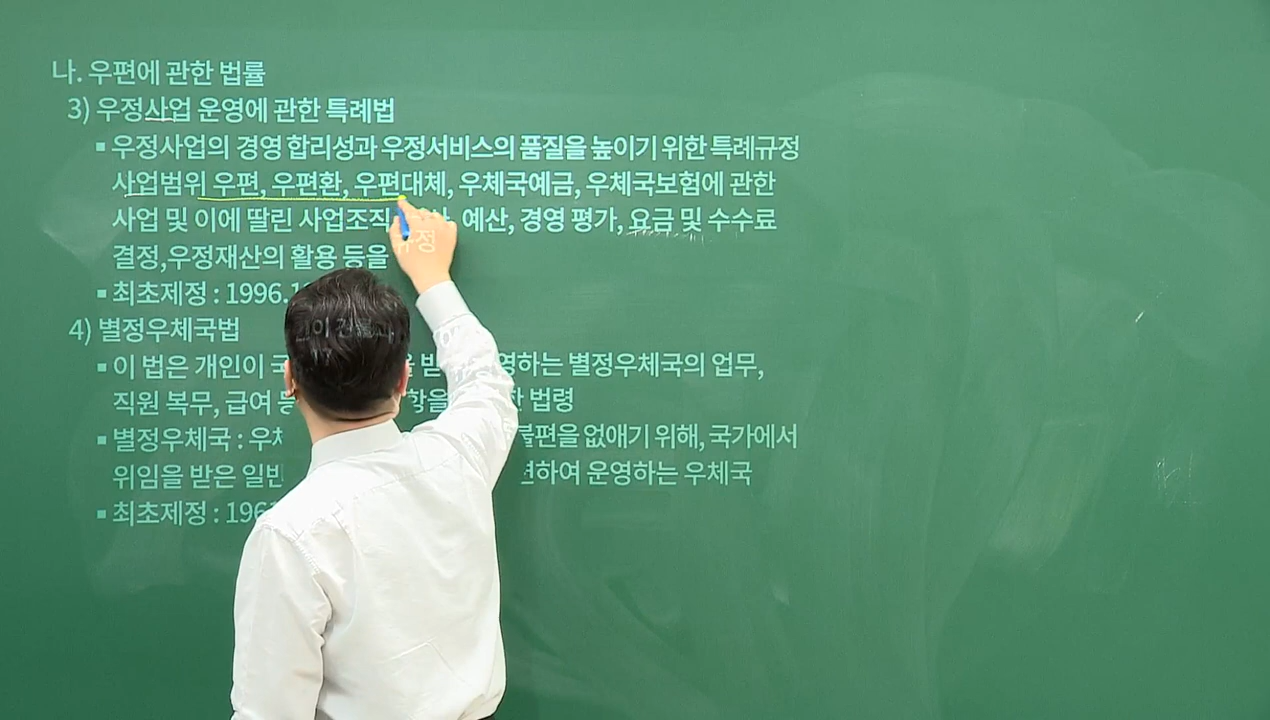 나. 우편에 관한 법률
3) 우정사업 운영에 관한 특례법
▪ 우정사업의 경영 합리성과 우정서비스의 품질을 높이기 위한 특례규정
사업범위 우편, 우편환, 우편대체, 우체국예금, 우체국보험에 관한
사업 및 이에 딸린 사업조직, 예산, 경영 평가, 요금 및 수수료
결정,우정재산의 활용 등을 규정
▪ 최초제정 : 1996.
4) 별정우체국법
▪ 이 법은 개인이 받 영하는 별정우체국의 업무,
직원 복무, 급여 한 법령
▪ 별정우체국 : 불편을 없애기 위해, 국가에서
위임을 받은 일반 하여 운영하는 우체국
▪ 최초제정 : 196